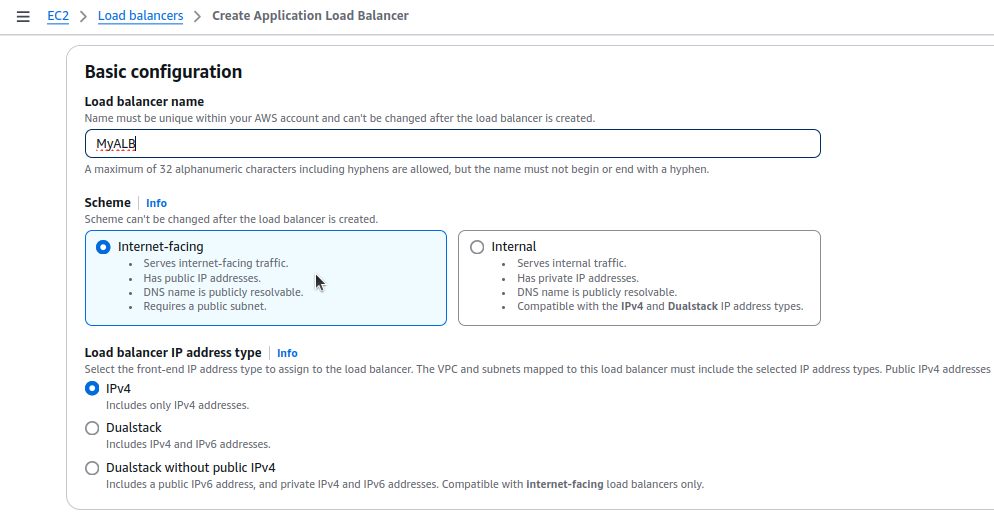 EC2 > Load balancers > Create Application Load Balancer
Basic configuration
Load balancer name
Name must be unique within your AWS account and can't be changed after the load balancer is created.
MyALB
A maximum of 32 alphanumeric characters including hyphens are allowed, but the name must not begin or end with a hyphen.
Scheme | Info
Scheme can't be changed after the load balancer is created.
Internet-facing
• Serves internet-facing traffic.
• Has public IP addresses.
• DNS name is publicly resolvable.
• Requires a public subnet.
Internal
• Serves internal traffic.
• Has private IP addresses.
• DNS name is publicly resolvable.
• Compatible with the IPv4 and Dualstack IP address types.
Load balancer IP address type | Info
Select the front-end IP address type to assign to the load balancer. The VPC and subnets mapped to this load balancer must include the selected IP address types. Public IPv4 addresses
IPv4
Includes only IPv4 addresses.
Dualstack
Includes IPv4 and IPv6 addresses.
Dualstack without public IPv4
Includes a public IPv6 address, and private IPv4 and IPv6 addresses. Compatible with internet-facing load balancers only.